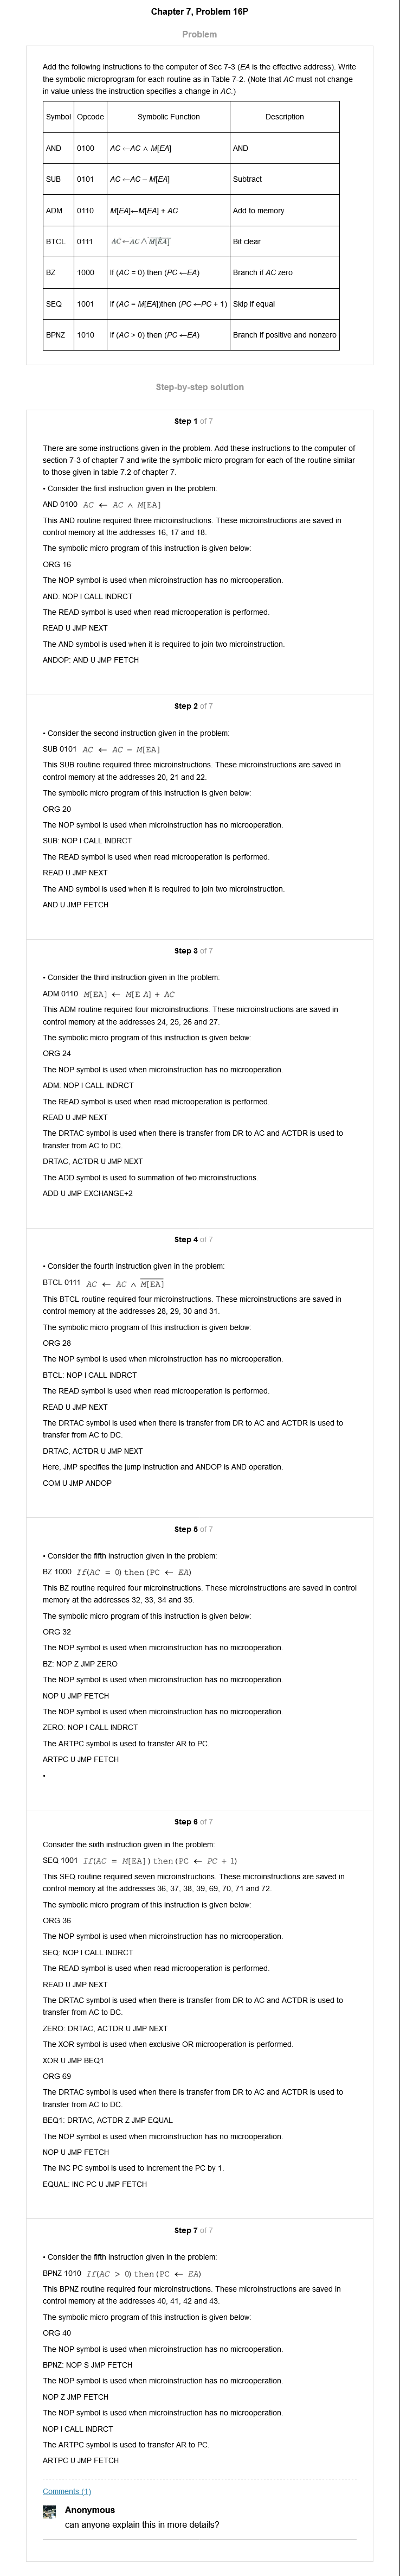 Chapter 7, Problem 16P
Problem
Add the following instructions to the computer of Sec 7-3 (EA is the effective address). Write
the symbolic microprogram for each routine as in Table 7-2. (Note that AC must not change
in value unless the instruction specifies a change in AC.)
Symbol Opcode Symbolic Function Description
AND 0100 AC ←AC ∧ M[EA] AND
SUB 0101 AC ←AC – M[EA] Subtract
ADM 0110 M[EA]←M[EA] + AC Add to memory
BTCL 0111 AC←AC ∧ M̅[̅E̅A̅]̅ Bit clear
BZ 1000 If (AC = 0) then (PC ←EA) Branch if AC zero
SEQ 1001 If (AC = M[EA])then (PC ←PC + 1) Skip if equal
BPNZ 1010 If (AC > 0) then (PC ←EA) Branch if positive and nonzero
Step-by-step solution
Step 1 of 7
There are some instructions given in the problem. Add these instructions to the computer of
section 7-3 of chapter 7 and write the symbolic micro program for each of the routine similar
to those given in table 7.2 of chapter 7.
• Consider the first instruction given in the problem:
AND 0100 AC ← AC ∧ M[EA]
This AND routine required three microinstructions. These microinstructions are saved in
control memory at the addresses 16, 17 and 18.
The symbolic micro program of this instruction is given below:
ORG 16
The NOP symbol is used when microinstruction has no microoperation.
AND: NOP I CALL INDRCT
The READ symbol is used when read microoperation is performed.
READ U JMP NEXT
The AND symbol is used when it is required to join two microinstruction.
ANDOP: AND U JMP FETCH
Step 2 of 7
• Consider the second instruction given in the problem:
SUB 0101 AC ← AC − M[EA]
This SUB routine required three microinstructions. These microinstructions are saved in
control memory at the addresses 20, 21 and 22.
The symbolic micro program of this instruction is given below:
ORG 20
The NOP symbol is used when microinstruction has no microoperation.
SUB: NOP I CALL INDRCT
The READ symbol is used when read microoperation is performed.
READ U JMP NEXT
The AND symbol is used when it is required to join two microinstruction.
AND U JMP FETCH
Step 3 of 7
• Consider the third instruction given in the problem:
ADM 0110 M[EA] ← M[E A] + AC
This ADM routine required four microinstructions. These microinstructions are saved in
control memory at the addresses 24, 25, 26 and 27.
The symbolic micro program of this instruction is given below:
ORG 24
The NOP symbol is used when microinstruction has no microoperation.
ADM: NOP I CALL INDRCT
The READ symbol is used when read microoperation is performed.
READ U JMP NEXT
The DRTAC symbol is used when there is transfer from DR to AC and ACTDR is used to
transfer from AC to DC.
DRTAC, ACTDR U JMP NEXT
The ADD symbol is used to summation of two microinstructions.
ADD U JMP EXCHANGE+2
Step 4 of 7
• Consider the fourth instruction given in the problem:
BTCL 0111 AC ← AC ∧ M̅[̅E̅A̅]̅
This BTCL routine required four microinstructions. These microinstructions are saved in
control memory at the addresses 28, 29, 30 and 31.
The symbolic micro program of this instruction is given below:
ORG 28
The NOP symbol is used when microinstruction has no microoperation.
BTCL: NOP I CALL INDRCT
The READ symbol is used when read microoperation is performed.
READ U JMP NEXT
The DRTAC symbol is used when there is transfer from DR to AC and ACTDR is used to
transfer from AC to DC.
DRTAC, ACTDR U JMP NEXT
Here, JMP specifies the jump instruction and ANDOP is AND operation.
COM U JMP ANDOP
Step 5 of 7
• Consider the fifth instruction given in the problem:
BZ 1000 If(AC = 0) then (PC ← EA)
This BZ routine required four microinstructions. These microinstructions are saved in control
memory at the addresses 32, 33, 34 and 35.
The symbolic micro program of this instruction is given below:
ORG 32
The NOP symbol is used when microinstruction has no microoperation.
BZ: NOP Z JMP ZERO
The NOP symbol is used when microinstruction has no microoperation.
NOP U JMP FETCH
The NOP symbol is used when microinstruction has no microoperation.
ZERO: NOP I CALL INDRCT
The ARTPC symbol is used to transfer AR to PC.
ARTPC U JMP FETCH
•
Step 6 of 7
Consider the sixth instruction given in the problem:
SEQ 1001 If(AC = M[EA]) then (PC ← PC + 1)
This SEQ routine required seven microinstructions. These microinstructions are saved in
control memory at the addresses 36, 37, 38, 39, 69, 70, 71 and 72.
The symbolic micro program of this instruction is given below:
ORG 36
The NOP symbol is used when microinstruction has no microoperation.
SEQ: NOP I CALL INDRCT
The READ symbol is used when read microoperation is performed.
READ U JMP NEXT
The DRTAC symbol is used when there is transfer from DR to AC and ACTDR is used to
transfer from AC to DC.
ZERO: DRTAC, ACTDR U JMP NEXT
The XOR symbol is used when exclusive OR microoperation is performed.
XOR U JMP BEQ1
ORG 69
The DRTAC symbol is used when there is transfer from DR to AC and ACTDR is used to
transfer from AC to DC.
BEQ1: DRTAC, ACTDR Z JMP EQUAL
The NOP symbol is used when microinstruction has no microoperation.
NOP U JMP FETCH
The INC PC symbol is used to increment the PC by 1.
EQUAL: INC PC U JMP FETCH
Step 7 of 7
• Consider the fifth instruction given in the problem:
BPNZ 1010 If(AC > 0) then (PC ← EA)
This BPNZ routine required four microinstructions. These microinstructions are saved in
control memory at the addresses 40, 41, 42 and 43.
The symbolic micro program of this instruction is given below:
ORG 40
The NOP symbol is used when microinstruction has no microoperation.
BPNZ: NOP S JMP FETCH
The NOP symbol is used when microinstruction has no microoperation.
NOP Z JMP FETCH
The NOP symbol is used when microinstruction has no microoperation.
NOP I CALL INDRCT
The ARTPC symbol is used to transfer AR to PC.
ARTPC U JMP FETCH
Comments (1)
Anonymous
can anyone explain this in more details?